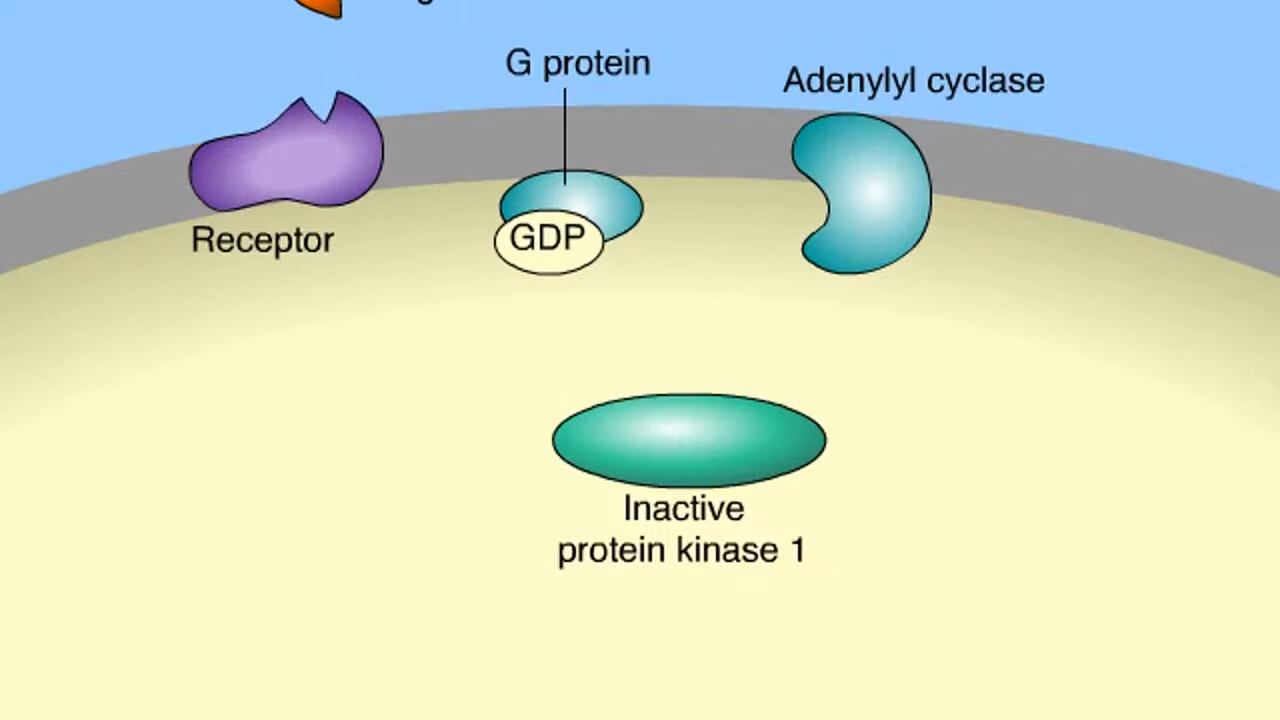 G protein
Adenylyl cyclase
Receptor
GDP
Inactive
protein kinase 1